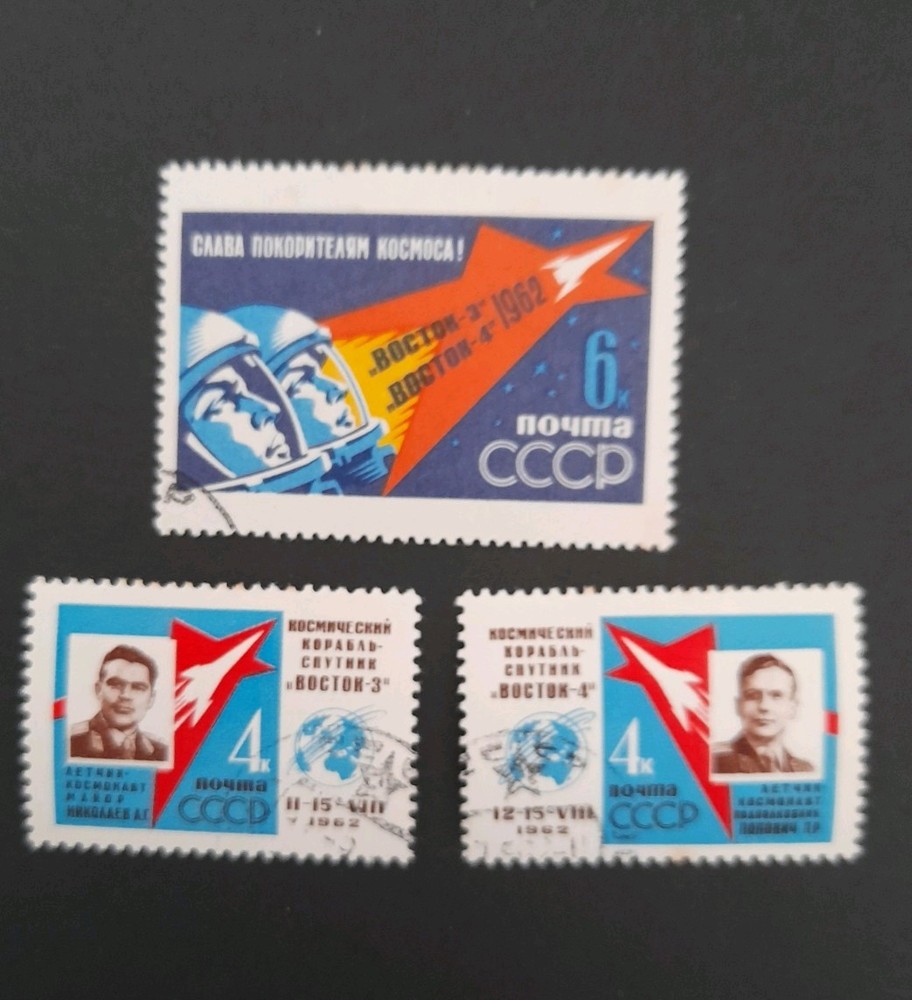 СЛАВА ПОКОРИТЕЛЯМ КОСМОСА!
„ВОСТОК-3“ 1962
„ВОСТОК-4“
6к
почта
СССР
КОСМИЧЕСКИЙ
КОРАБЛЬ-
СПУТНИК
„ВОСТОК-3“
4к
почта
СССР
ЛЕТЧИК-
КОСМОНАВТ
МАЙОР
НИКОЛАЕВ А.Г.
11-15-VIII
1962
КОСМИЧЕСКИЙ
КОРАБЛЬ-
СПУТНИК
„ВОСТОК-4“
12-15-VIII
1962
4к
почта
СССР
ЛЕТЧИК
КОСМОНАВТ
ПОДПОЛКОВНИК
ПОПОВИЧ П.Р